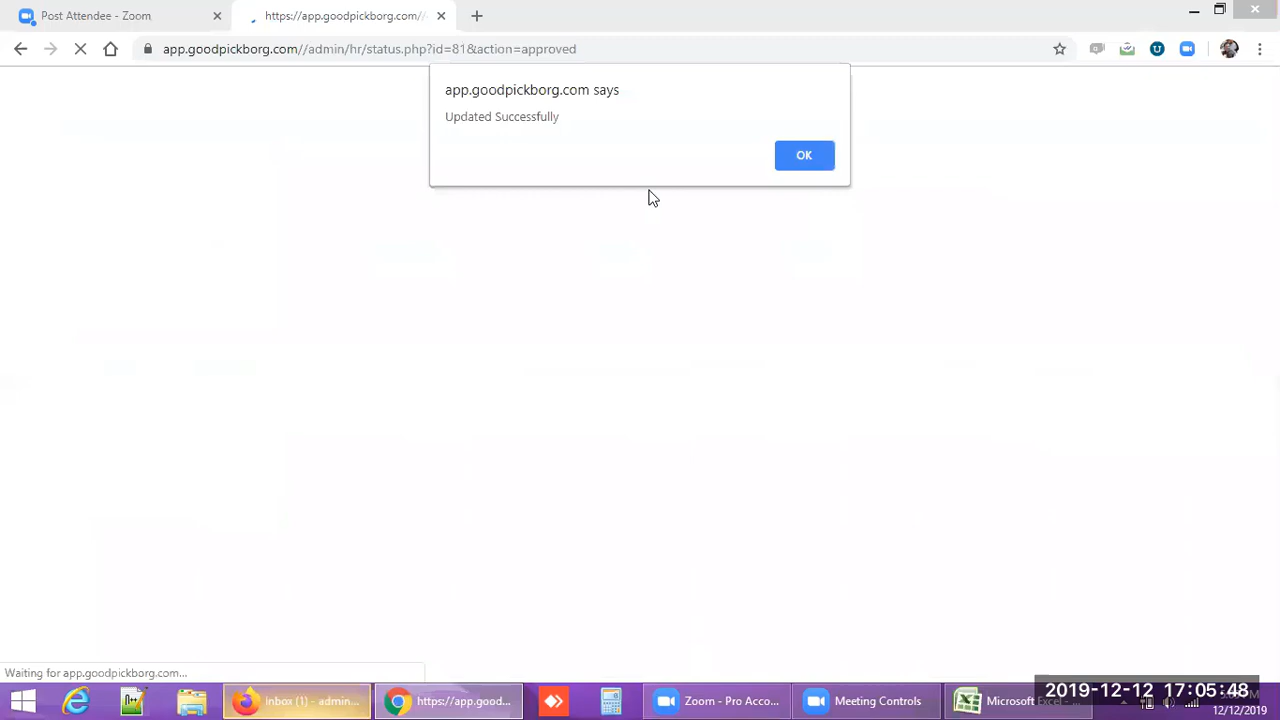 Post Attendee - Zoom
https://app.goodpickborg.com//
app.goodpickborg.com//admin/hr/status.php?id=81&action=approved
app.goodpickborg.com says
Updated Successfully
OK
Waiting for app.goodpickborg.com...
Inbox (1) - admin...
https://app.good...
Zoom - Pro Acco...
Meeting Controls
Microsoft Excel -
2019-12-12 17:05:48
12/12/2019